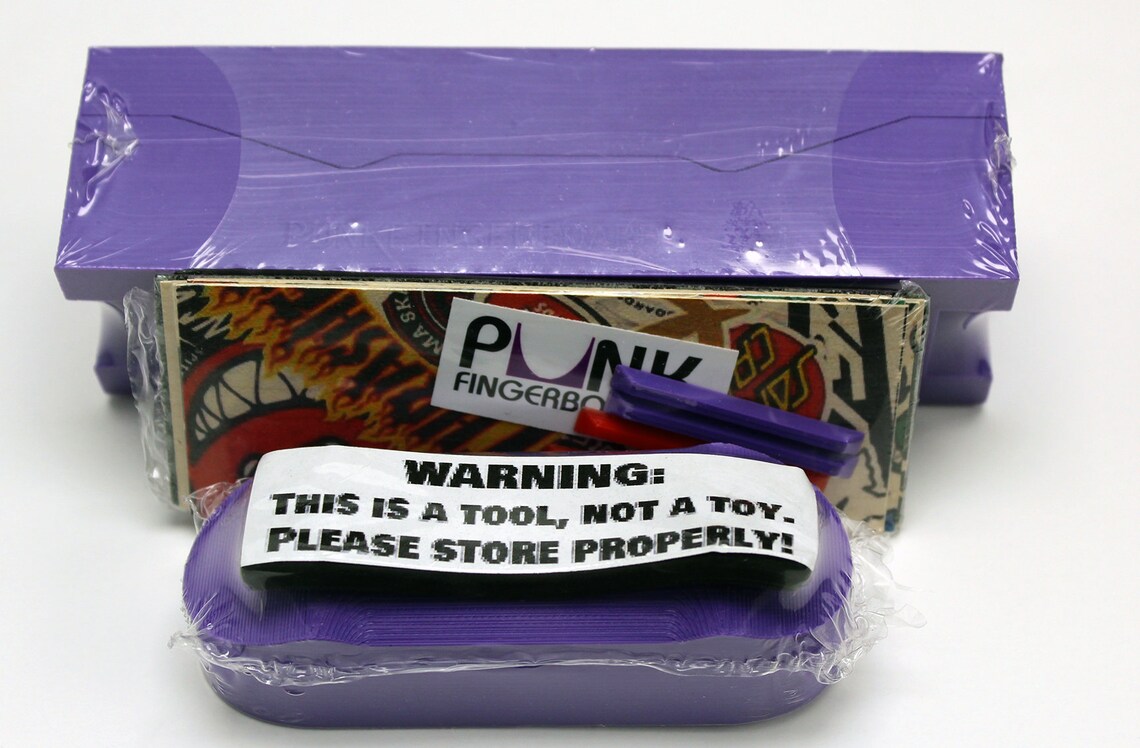 PUNK
FINGERBO
WARNING:
THIS IS A TOOL, NOT A TOY.
PLEASE STORE PROPERLY!